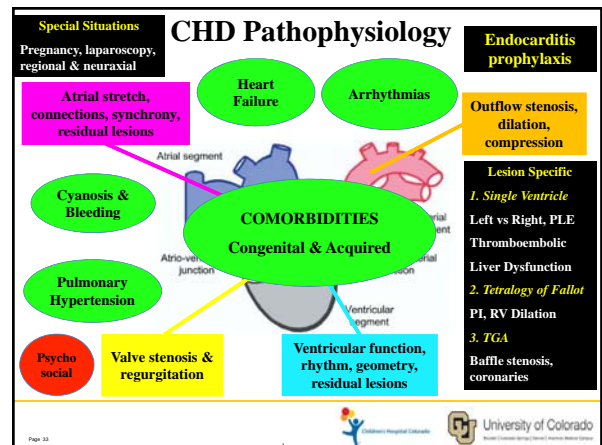 Special Situations
Pregnancy, laparoscopy,
regional & neuraxial
CHD Pathophysiology
Endocarditis
prophylaxis
Heart
Failure
Arrhythmias
Atrial stretch,
connections, synchrony,
residual lesions
Outflow stenosis,
dilation,
compression
Atrial segment
Cyanosis &
Bleeding
COMORBIDITIES
Congenital & Acquired
Atrio-ve
junction
Ventricular
segment
Pulmonary
Hypertension
Psycho
social
Valve stenosis &
regurgitation
Ventricular function,
rhythm, geometry,
residual lesions
Lesion Specific
1. Single Ventricle
Left vs Right, PLE
Thromboembolic
Liver Dysfunction
2. Tetralogy of Fallot
PI, RV Dilation
3. TGA
Baffle stenosis,
coronaries
Page 33
Children's Hospital Colorado
University of Colorado